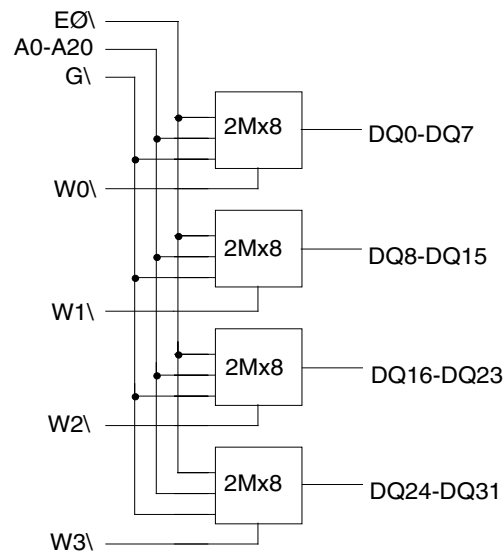 EØ\
A0-A20
G\
2Mx8
DQ0-DQ7
W0\
2Mx8
DQ8-DQ15
W1\
2Mx8
DQ16-DQ23
W2\
2Mx8
DQ24-DQ31
W3\